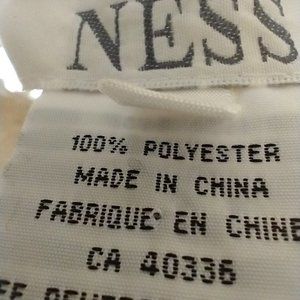 NESS
100% POLYESTER
MADE IN CHINA
FABRIQUE EN CHINE
CA 40336